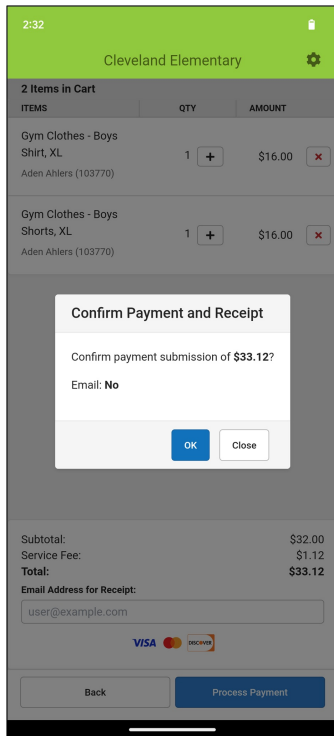 2:32
Cleveland Elementary
2 Items in Cart
ITEMS QTY AMOUNT
Gym Clothes - Boys
Shirt, XL
1 + $16.00 ×
Aden Ahlers (103770)
Gym Clothes - Boys
Shorts, XL
1 + $16.00 ×
Aden Ahlers (103770)
Confirm Payment and Receipt
Confirm payment submission of $33.12?
Email: No
OK Close
Subtotal: $32.00
Service Fee: $1.12
Total: $33.12
Email Address for Receipt:
user@example.com
VISA DISCOVER
Back Process Payment